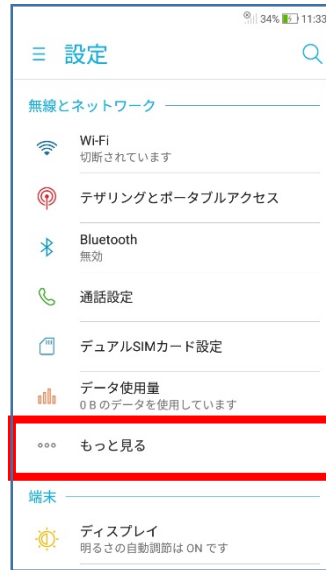 34% 11:33
設定
無線とネットワーク
Wi-Fi
切断されています
テザリングとポータブルアクセス
Bluetooth
無効
通話設定
デュアルSIMカード設定
データ使用量
0 B のデータを使用しています
もっと見る
端末
ディスプレイ
明るさの自動調節は ON です